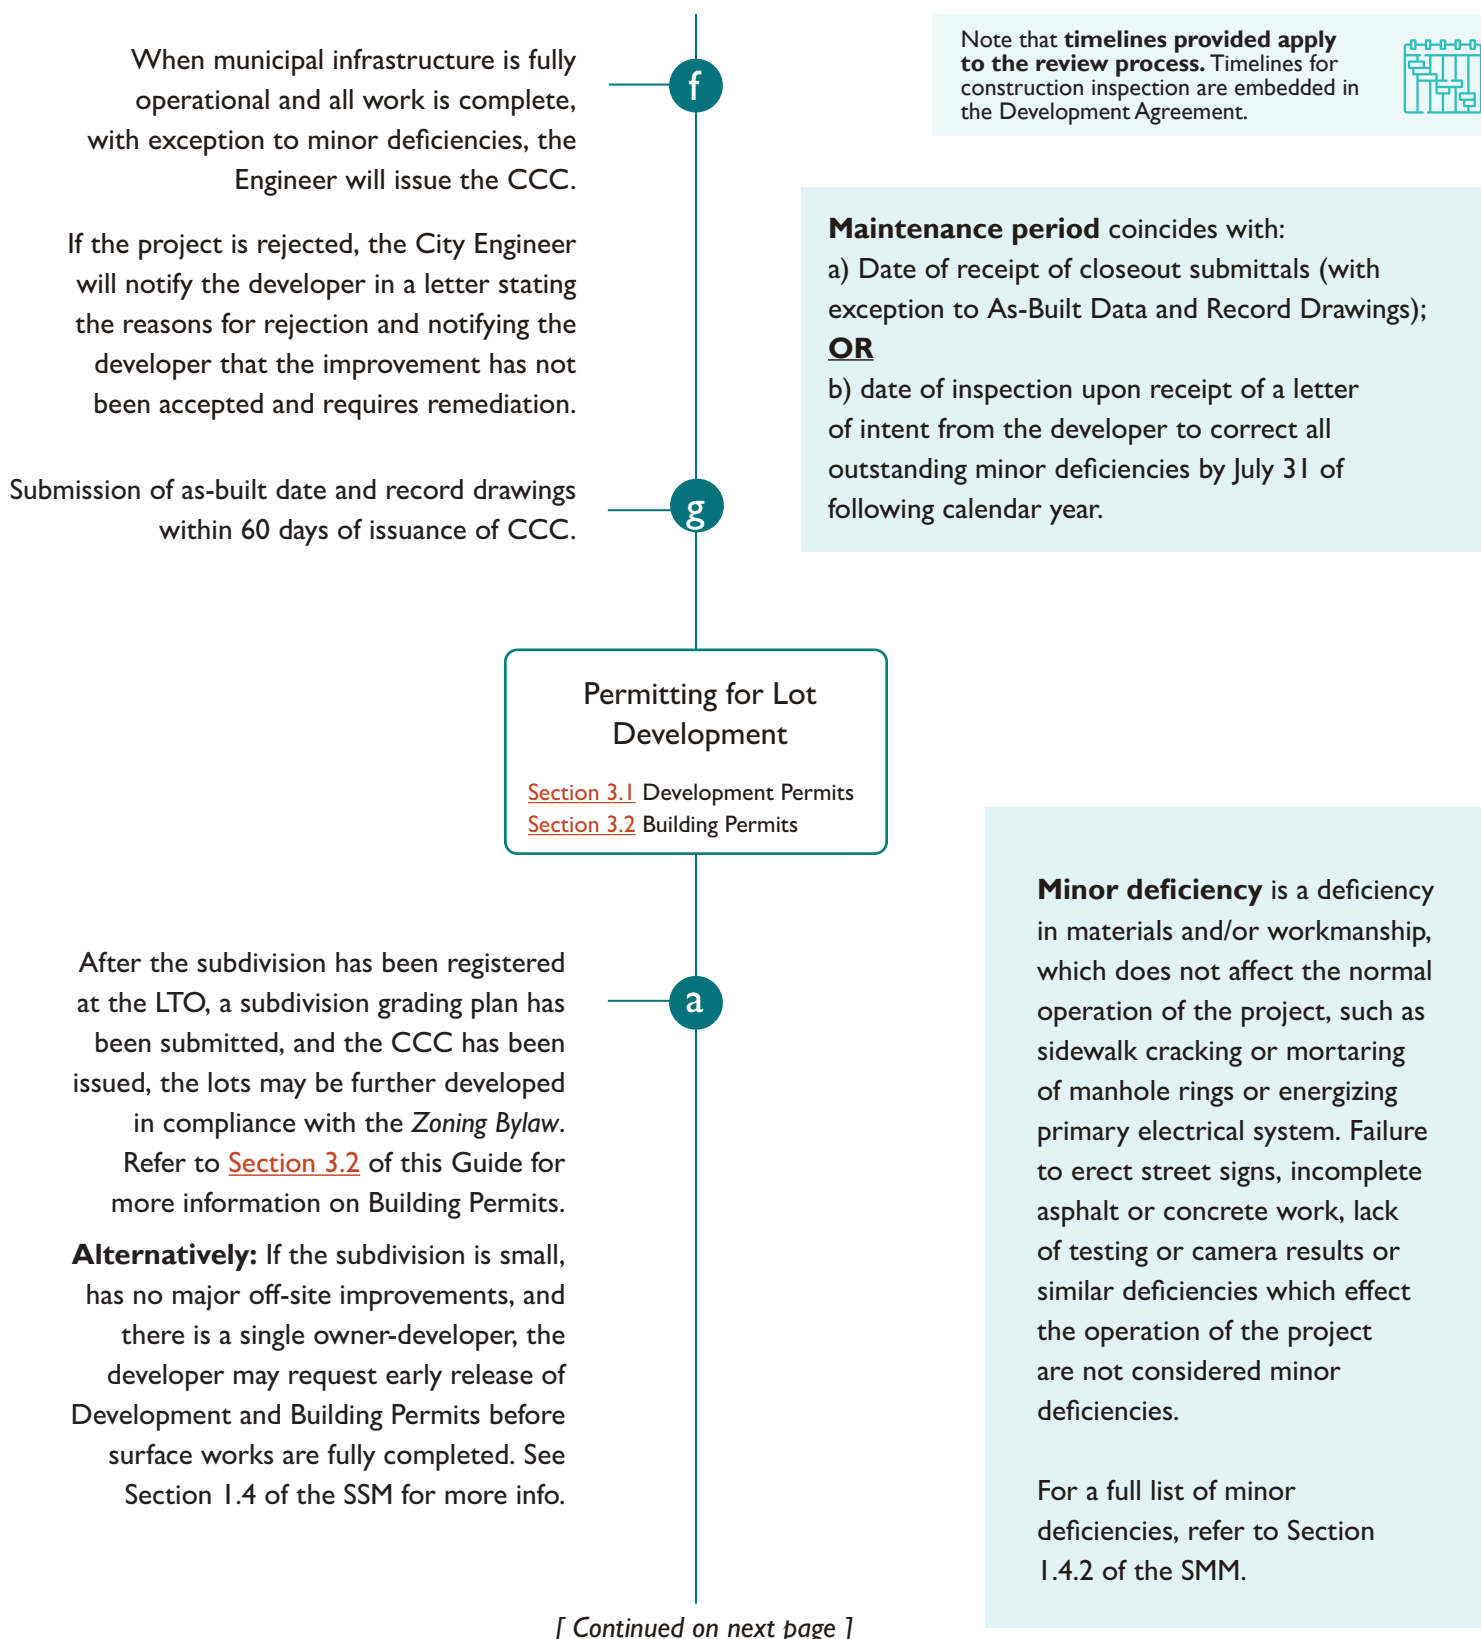 When municipal infrastructure is fully
operational and all work is complete,
with exception to minor deficiencies, the
Engineer will issue the CCC.
If the project is rejected, the City Engineer
will notify the developer in a letter stating
the reasons for rejection and notifying the
developer that the improvement has not
been accepted and requires remediation.
f
Note that timelines provided apply
to the review process. Timelines for
construction inspection are embedded in
the Development Agreement.
Maintenance period coincides with:
a) Date of receipt of closeout submittals (with
exception to As-Built Data and Record Drawings);
OR
b) date of inspection upon receipt of a letter
of intent from the developer to correct all
outstanding minor deficiencies by July 31 of
following calendar year.
Submission of as-built date and record drawings
within 60 days of issuance of CCC.
g
Permitting for Lot
Development
Section 3.1 Development Permits
Section 3.2 Building Permits
After the subdivision has been registered
at the LTO, a subdivision grading plan has
been submitted, and the CCC has been
issued, the lots may be further developed
in compliance with the Zoning Bylaw.
Refer to Section 3.2 of this Guide for
more information on Building Permits.
Alternatively: If the subdivision is small,
has no major off-site improvements, and
there is a single owner-developer, the
developer may request early release of
Development and Building Permits before
surface works are fully completed. See
Section 1.4 of the SSM for more info.
a
Minor deficiency is a deficiency
in materials and/or workmanship,
which does not affect the normal
operation of the project, such as
sidewalk cracking or mortaring
of manhole rings or energizing
primary electrical system. Failure
to erect street signs, incomplete
asphalt or concrete work, lack
of testing or camera results or
similar deficiencies which effect
the operation of the project
are not considered minor
deficiencies.
For a full list of minor
deficiencies, refer to Section
1.4.2 of the SMM.
[ Continued on next page ]